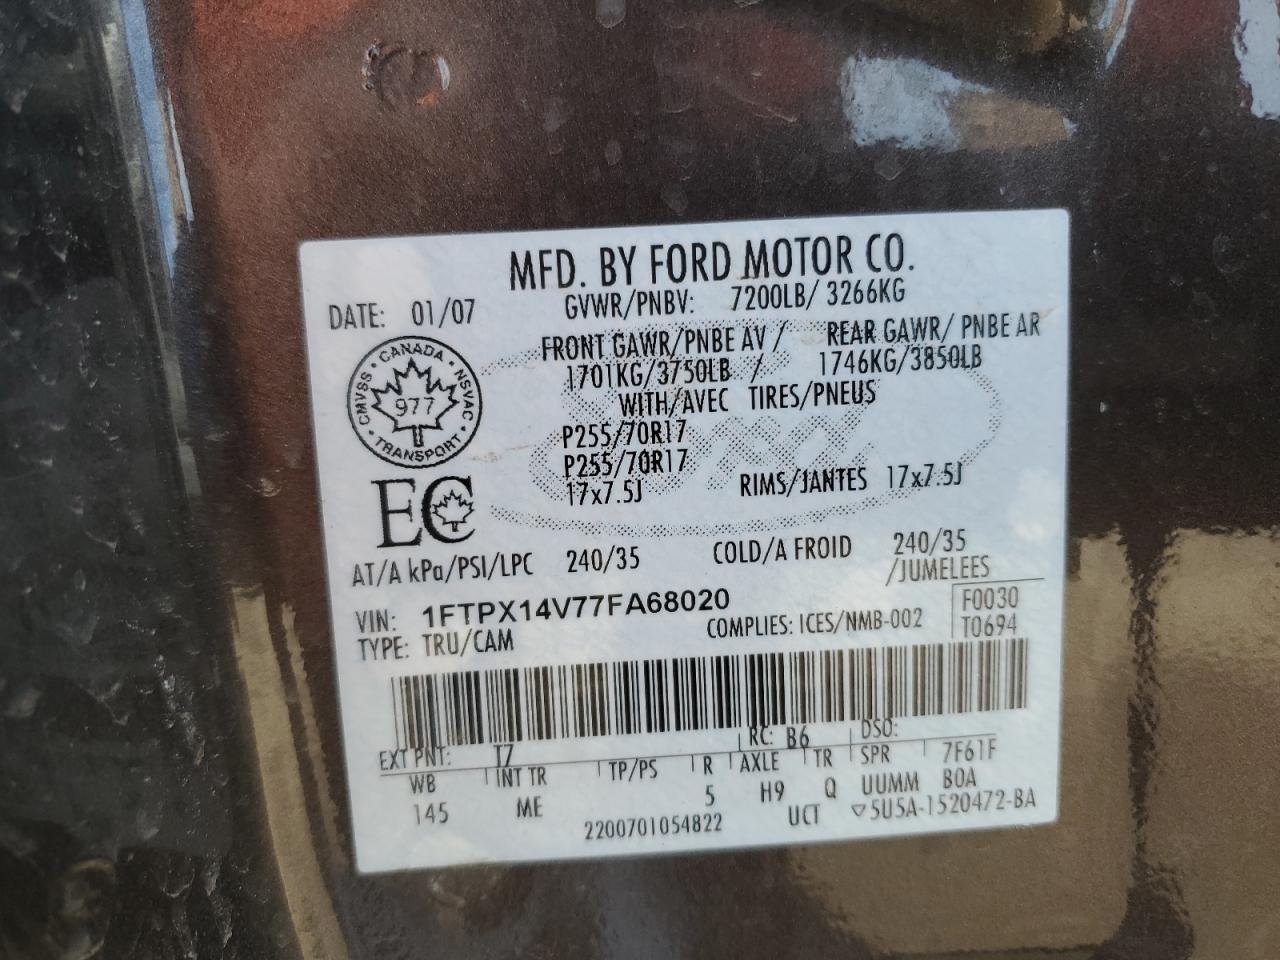 MFD. BY FORD MOTOR CO.
DATE: 01/07 GVWR/PNBV: 7200LB/ 3266KG
FRONT GAWR/PNBE AV / REAR GAWR/ PNBE AR
1701KG/3750LB / 1746KG/3850LB
WITH/AVEC TIRES/PNEUS
CANADA
CMVSS • NSVAC
977
TRANSPORT
P255/70R17
P255/70R17
17x7.5J RIMS/JANTES 17x7.5J
EC
AT/A kPa/PSI/LPC 240/35 COLD/A FROID 240/35
/JUMELEES
VIN: 1FTPX14V77FA68020
F0030
TYPE: TRU/CAM COMPLIES: ICES/NMB-002 T0694
EXT PNT: T7 RC: B6 DSO:
WB INT TR TP/PS R AXLE TR SPR 7F61F
145 ME 5 H9 Q UUMM BOA
2200701054822 UCT 5U5A-1520472-BA